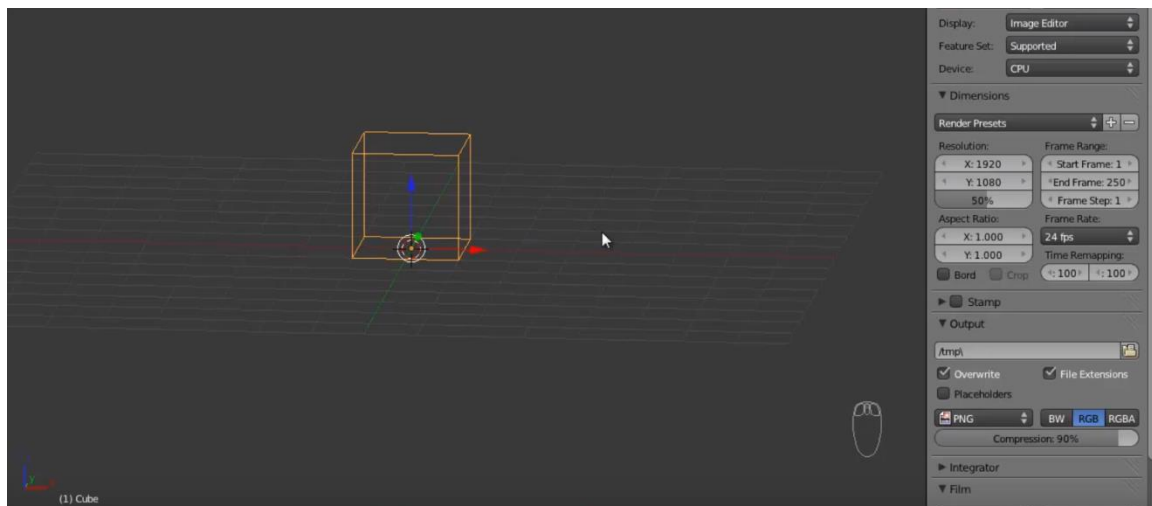 Display: Image Editor
Feature Set: Supported
Device: CPU
Dimensions
Render Presets
Resolution: Frame Range:
X: 1920 Start Frame: 1
Y: 1080 End Frame: 250
50% Frame Step: 1
Aspect Ratio: Frame Rate:
X: 1.000 24 fps
Y: 1.000 Time Remapping:
Bord Crop : 100 : 100
Stamp
Output
/tmp\
Overwrite File Extensions
Placeholders
PNG BW RGB RGBA
Compression: 90%
Integrator
Film
y x
(1) Cube